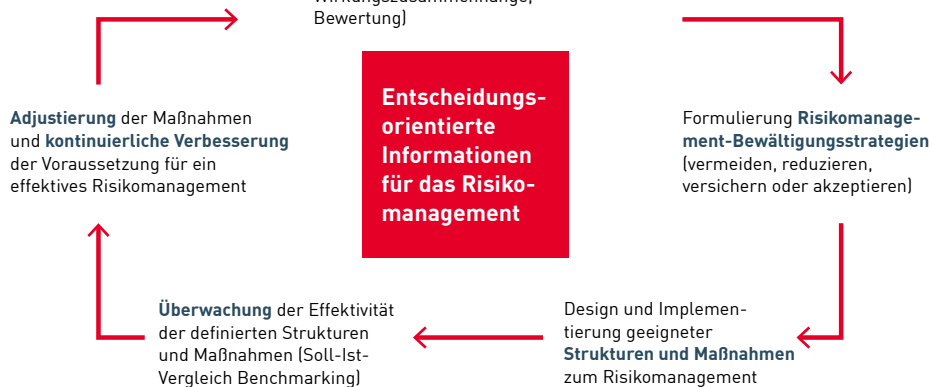 Bewertung)
Entscheidungs-
orientierte
Informationen
für das Risiko-
management
Adjustierung der Maßnahmen
und kontinuierliche Verbesserung
der Voraussetzung für ein
effektives Risikomanagement
Formulierung Risikomanage-
ment-Bewältigungsstrategien
(vermeiden, reduzieren,
versichern oder akzeptieren)
Überwachung der Effektivität
der definierten Strukturen
und Maßnahmen (Soll-Ist-
Vergleich Benchmarking)
Design und Implemen-
tierung geeigneter
Strukturen und Maßnahmen
zum Risikomanagement